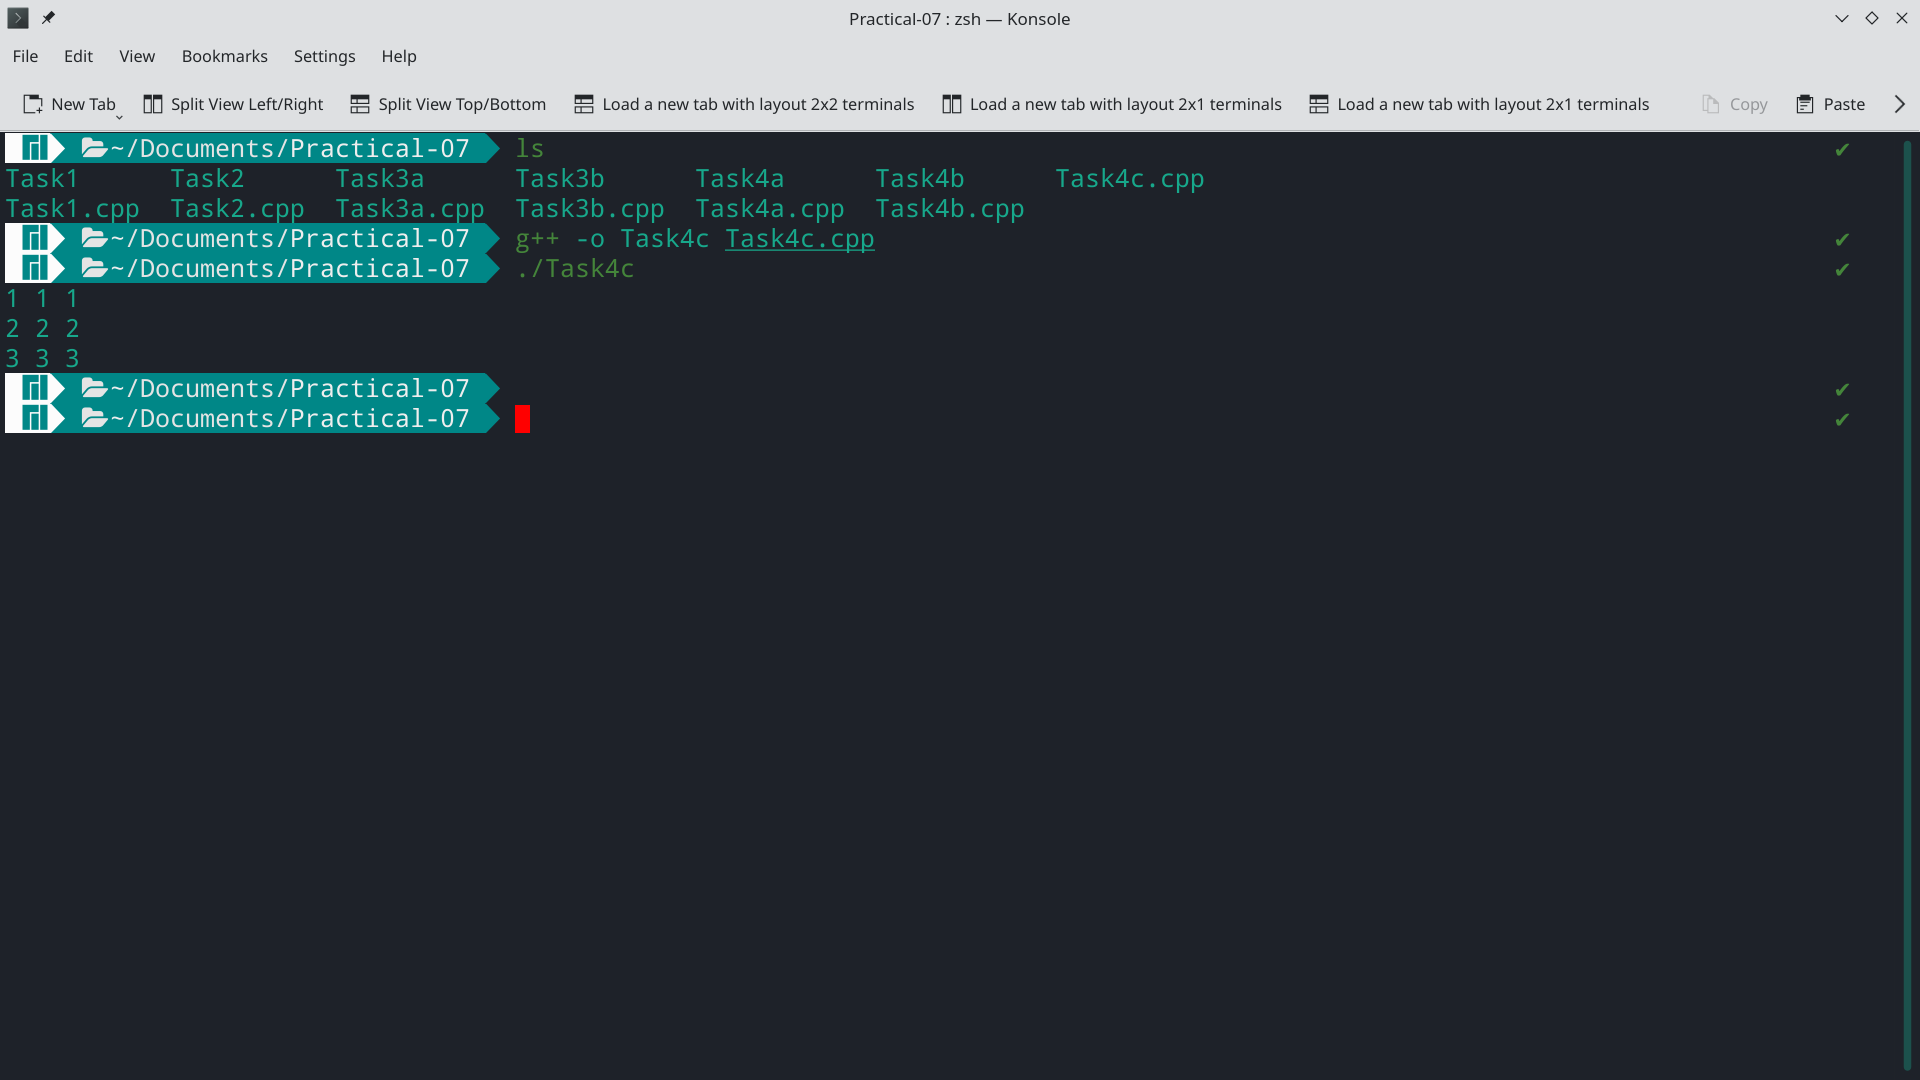 Practical-07 : zsh — Konsole
File Edit View Bookmarks Settings Help
New Tab Split View Left/Right Split View Top/Bottom Load a new tab with layout 2x2 terminals Load a new tab with layout 2x1 terminals Load a new tab with layout 2x1 terminals Copy Paste
~/Documents/Practical-07 ls ✔
Task1 Task2 Task3a Task3b Task4a Task4b Task4c.cpp
Task1.cpp Task2.cpp Task3a.cpp Task3b.cpp Task4a.cpp Task4b.cpp
~/Documents/Practical-07 g++ -o Task4c Task4c.cpp ✔
~/Documents/Practical-07 ./Task4c ✔
1 1 1
2 2 2
3 3 3
~/Documents/Practical-07 ✔
~/Documents/Practical-07 ✔